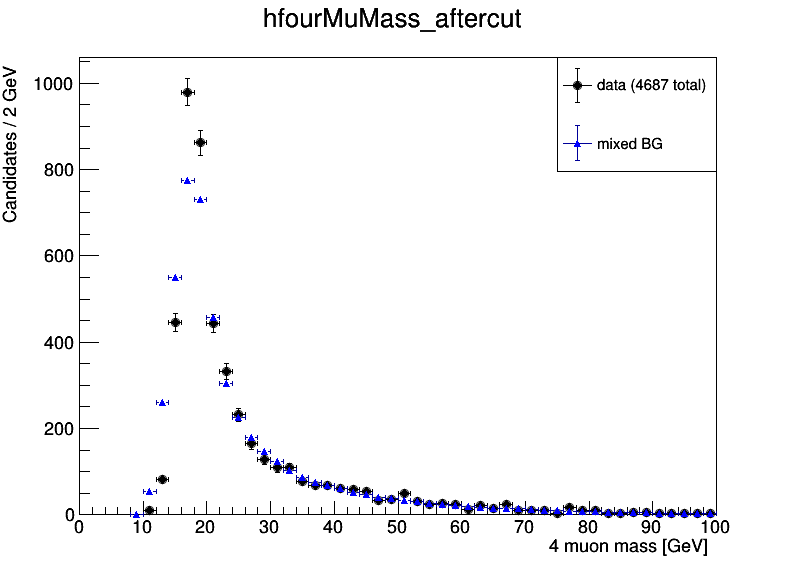 hfourMuMass_aftercut
Candidates / 2 GeV
1000
800
600
400
200
0
data (4687 total)
mixed BG
0 10 20 30 40 50 60 70 80 90 100
4 muon mass [GeV]